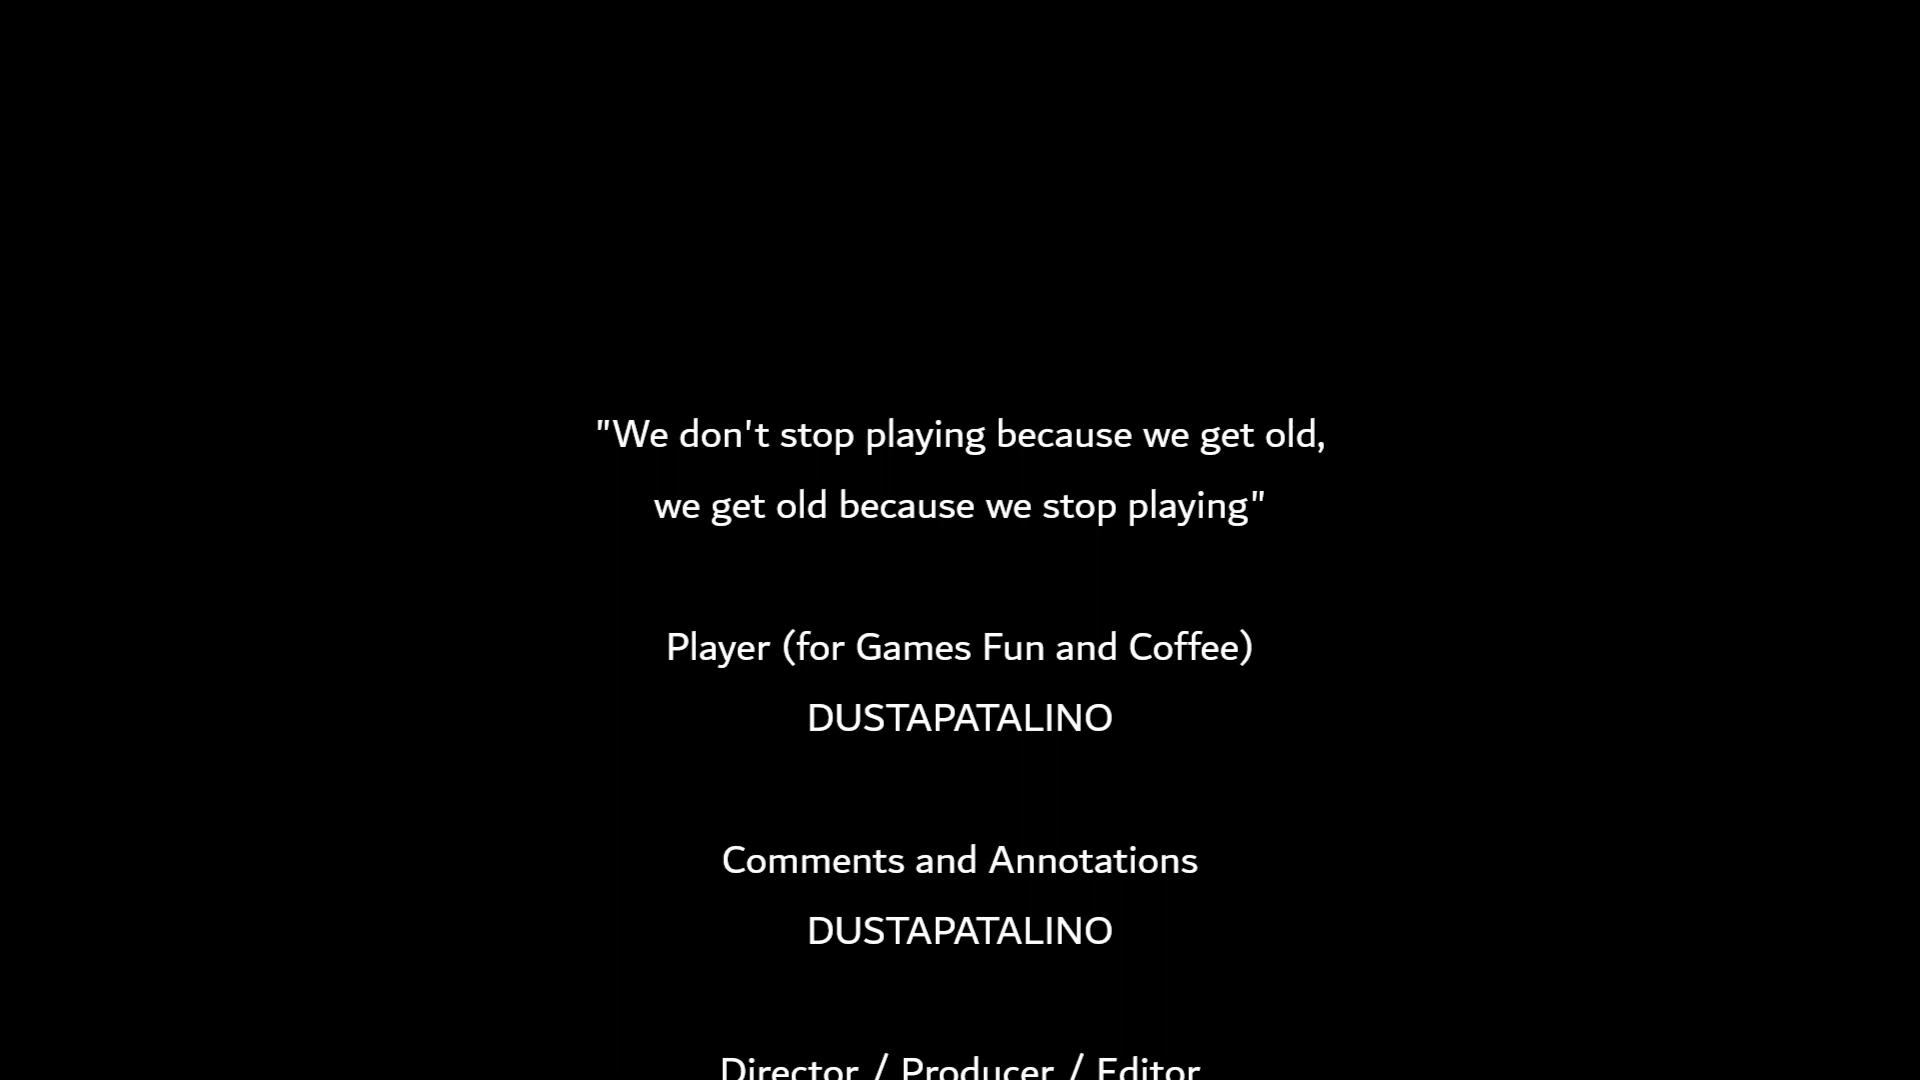 "We don't stop playing because we get old,
we get old because we stop playing"
Player (for Games Fun and Coffee)
DUSTAPATALINO
Comments and Annotations
DUSTAPATALINO
Director / Producer / Editor